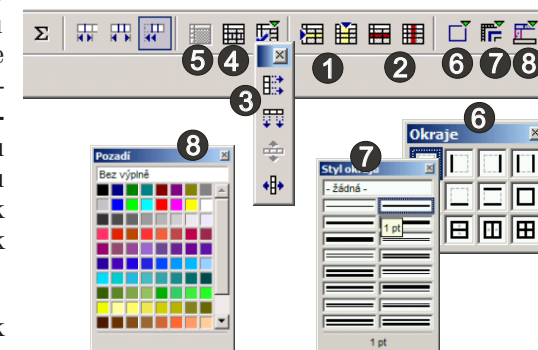 Σ
5 4 1 2 6 7 8
3
8
Pozadí
Bez výplně
7
Styl okrajů
- žádná -
1 pt
1 pt
6
Okraje